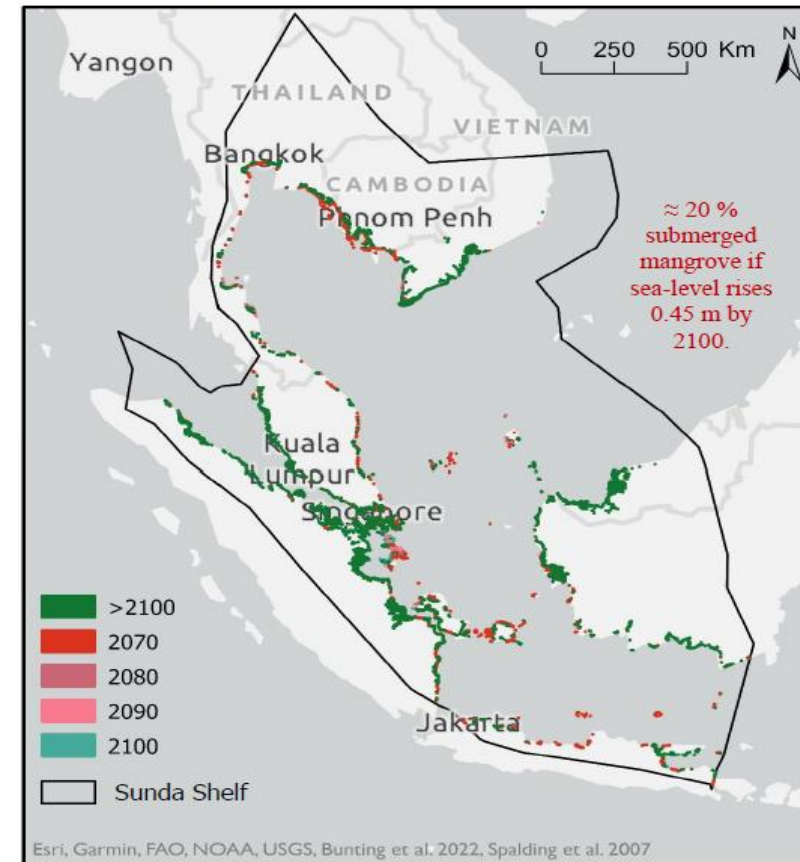 Yangon
0 250 500 Km
N
THAILAND
VIETNAM
Bangkok
CAMBODIA
Phnom Penh
≈ 20 %
submerged
mangrove if
sea-level rises
0.45 m by
2100.
Kuala
Lumpur
Singapore
Jakarta
>2100
2070
2080
2090
2100
Sunda Shelf
Esri, Garmin, FAO, NOAA, USGS, Bunting et al. 2022, Spalding et al. 2007